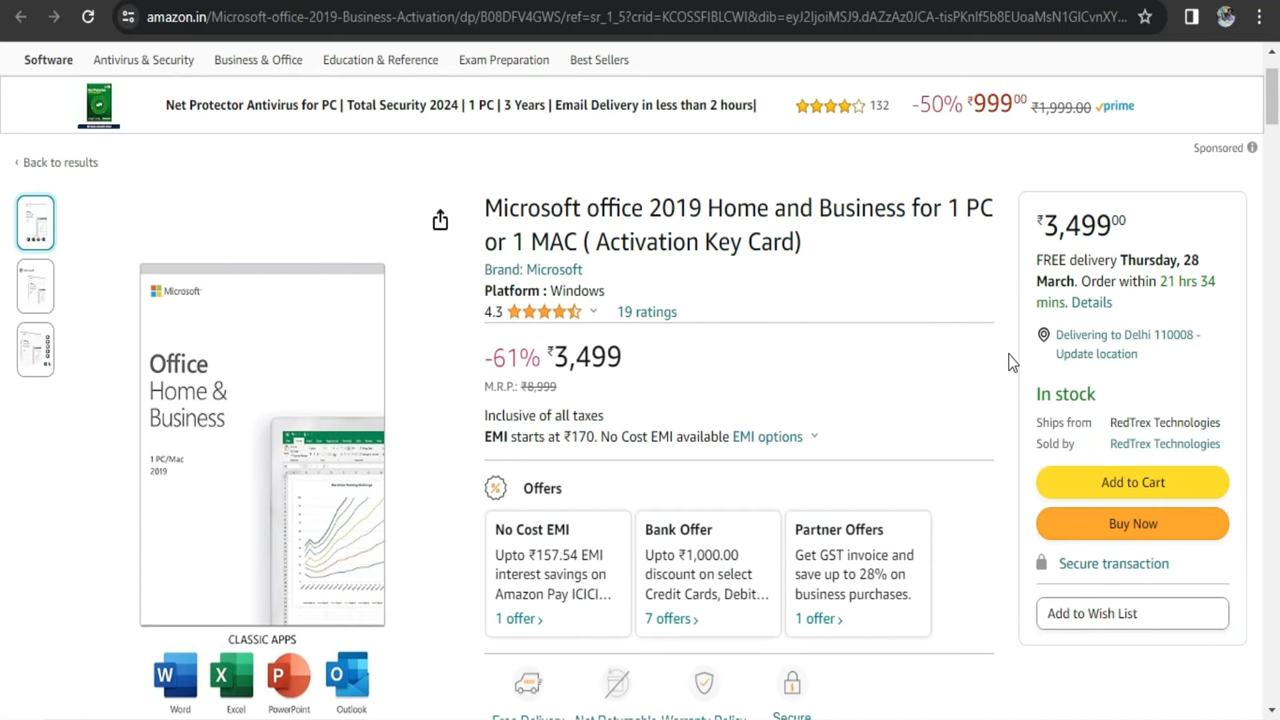 amazon.in/Microsoft-office-2019-Business-Activation/dp/B08DFV4GWS/ref=sr_1_5?crid=KCOSSFIBLCWI&dib=eyJ2IjoiMSJ9.dAZzAz0JCA-tisPKnIf5b8EUoaMsN1GICvnXY...
Software Antivirus & Security Business & Office Education & Reference Exam Preparation Best Sellers
Net Protector Antivirus for PC | Total Security 2024 | 1 PC | 3 Years | Email Delivery in less than 2 hours| 132 -50% ₹999⁰⁰ ₹1,999.00 prime
Sponsored
‹ Back to results
Microsoft office 2019 Home and Business for 1 PC
or 1 MAC ( Activation Key Card)
Brand: Microsoft
Platform : Windows
4.3 19 ratings
-61% ₹3,499
M.R.P.: ₹8,999
Inclusive of all taxes
EMI starts at ₹170. No Cost EMI available EMI options
Offers
No Cost EMI
Upto ₹157.54 EMI
interest savings on
Amazon Pay ICICI...
1 offer ›
Bank Offer
Upto ₹1,000.00
discount on select
Credit Cards, Debit...
7 offers ›
Partner Offers
Get GST invoice and
save up to 28% on
business purchases.
1 offer ›
Secure
Microsoft
Office
Home &
Business
1 PC/Mac
2019
CLASSIC APPS
Word Excel PowerPoint Outlook
₹3,499⁰⁰
FREE delivery Thursday, 28
March. Order within 21 hrs 34
mins. Details
Delivering to Delhi 110008 -
Update location
In stock
Ships from RedTrex Technologies
Sold by RedTrex Technologies
Add to Cart
Buy Now
Secure transaction
Add to Wish List